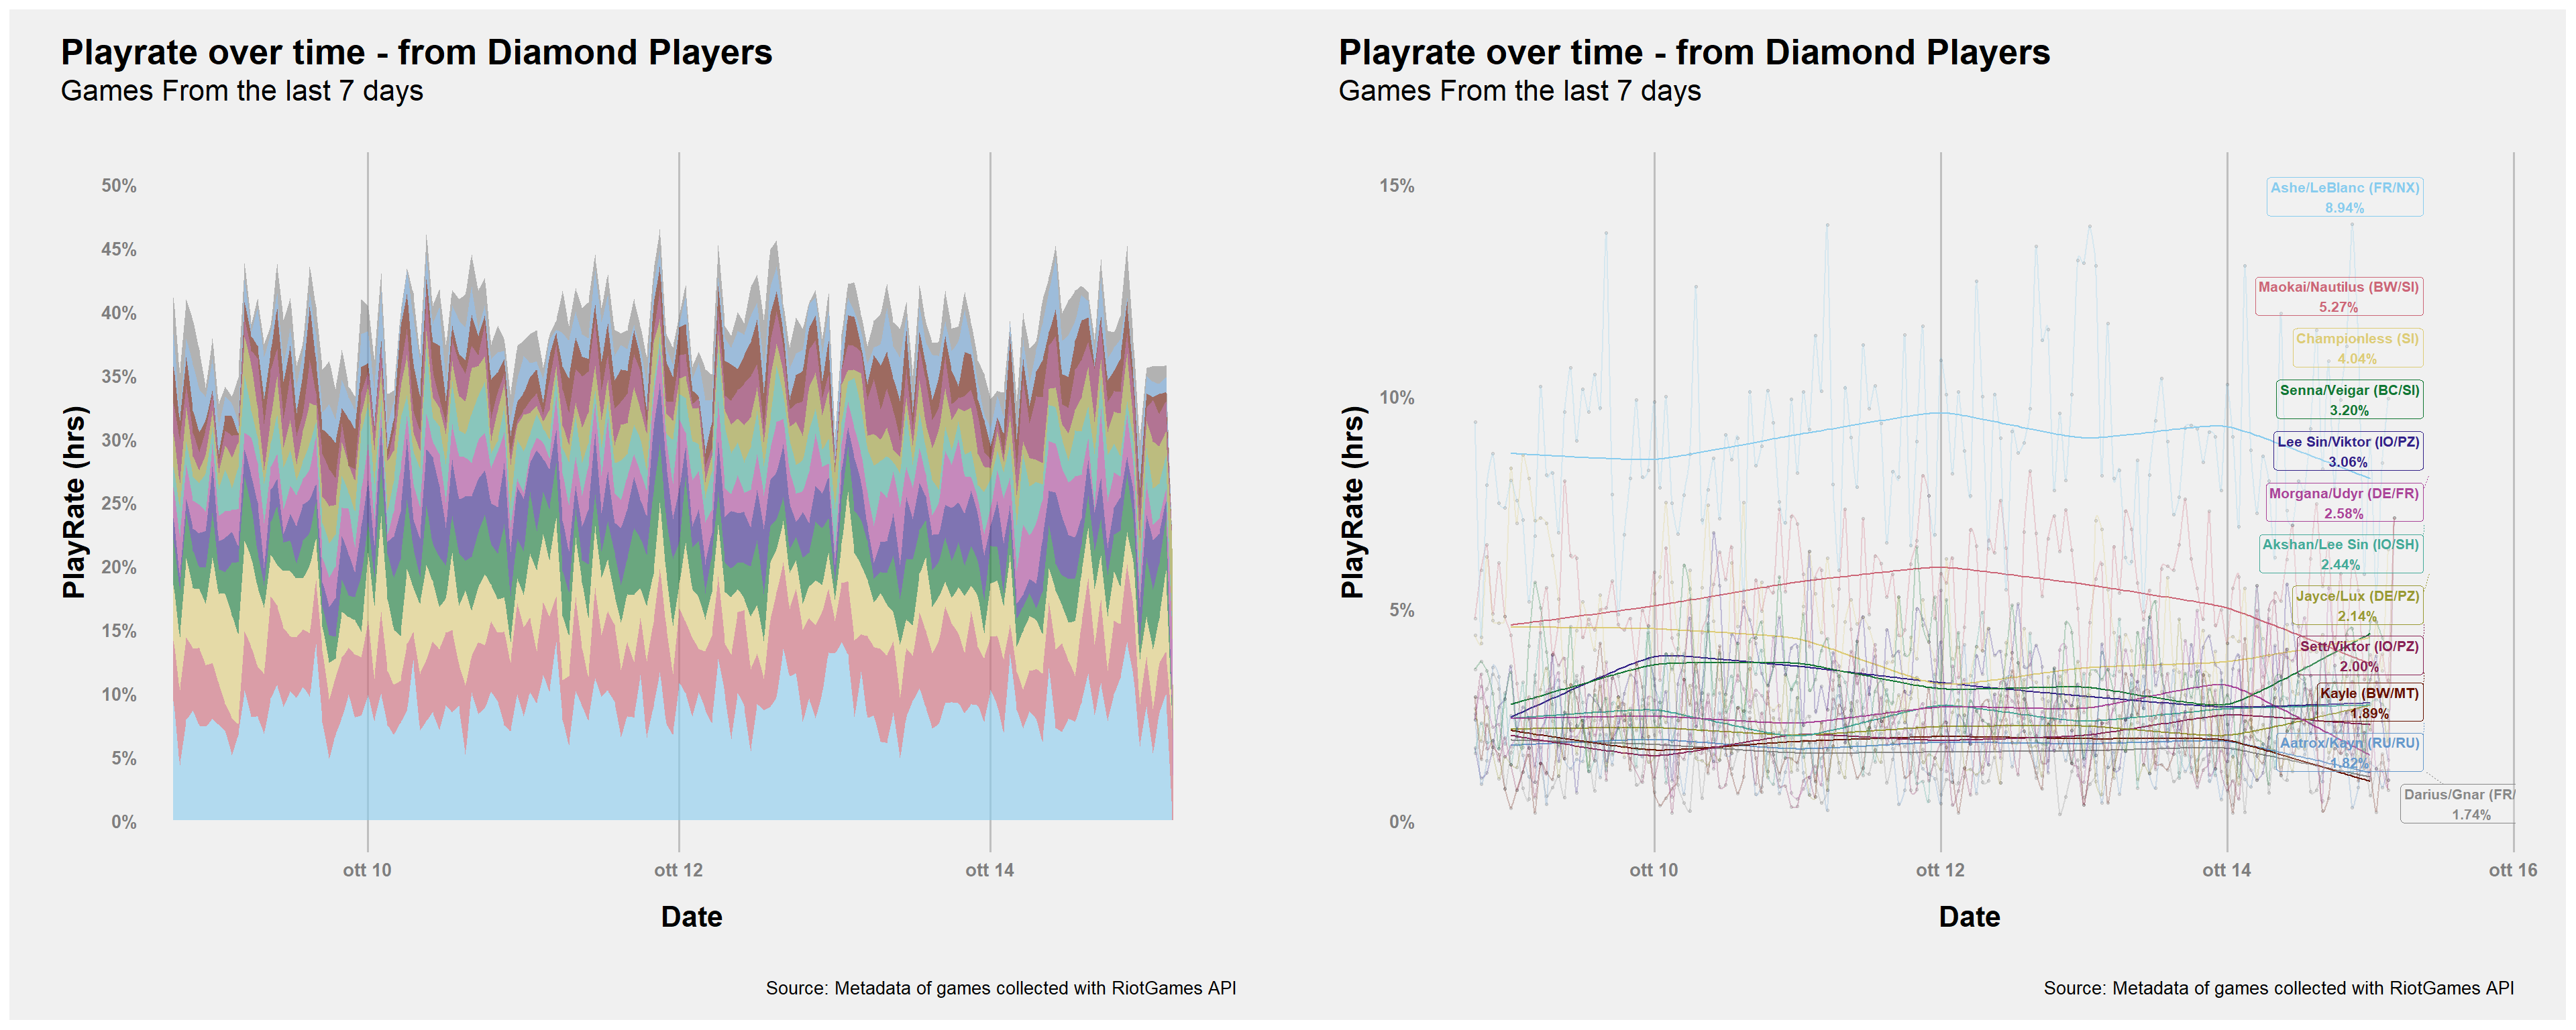 Playrate over time - from Diamond Players
Games From the last 7 days
PlayRate (hrs)
50%
45%
40%
35%
30%
25%
20%
15%
10%
5%
0%
ott 10
ott 12
ott 14
Date
Source: Metadata of games collected with RiotGames API
Playrate over time - from Diamond Players
Games From the last 7 days
PlayRate (hrs)
15%
10%
5%
0%
Ashe/LeBlanc (FR/NX)
8.94%
Maokai/Nautilus (BW/SI)
5.27%
Championless (SI)
4.04%
Senna/Veigar (BC/SI)
3.20%
Lee Sin/Viktor (IO/PZ)
3.06%
Morgana/Udyr (DE/FR)
2.58%
Akshan/Lee Sin (IO/SH)
2.44%
Jayce/Lux (DE/PZ)
2.14%
Sett/Viktor (IO/PZ)
2.00%
Kayle (BW/MT)
1.89%
Aatrox/Kayn (RU/RU)
1.82%
Darius/Gnar (FR/
1.74%
ott 10
ott 12
ott 14
ott 16
Date
Source: Metadata of games collected with RiotGames API